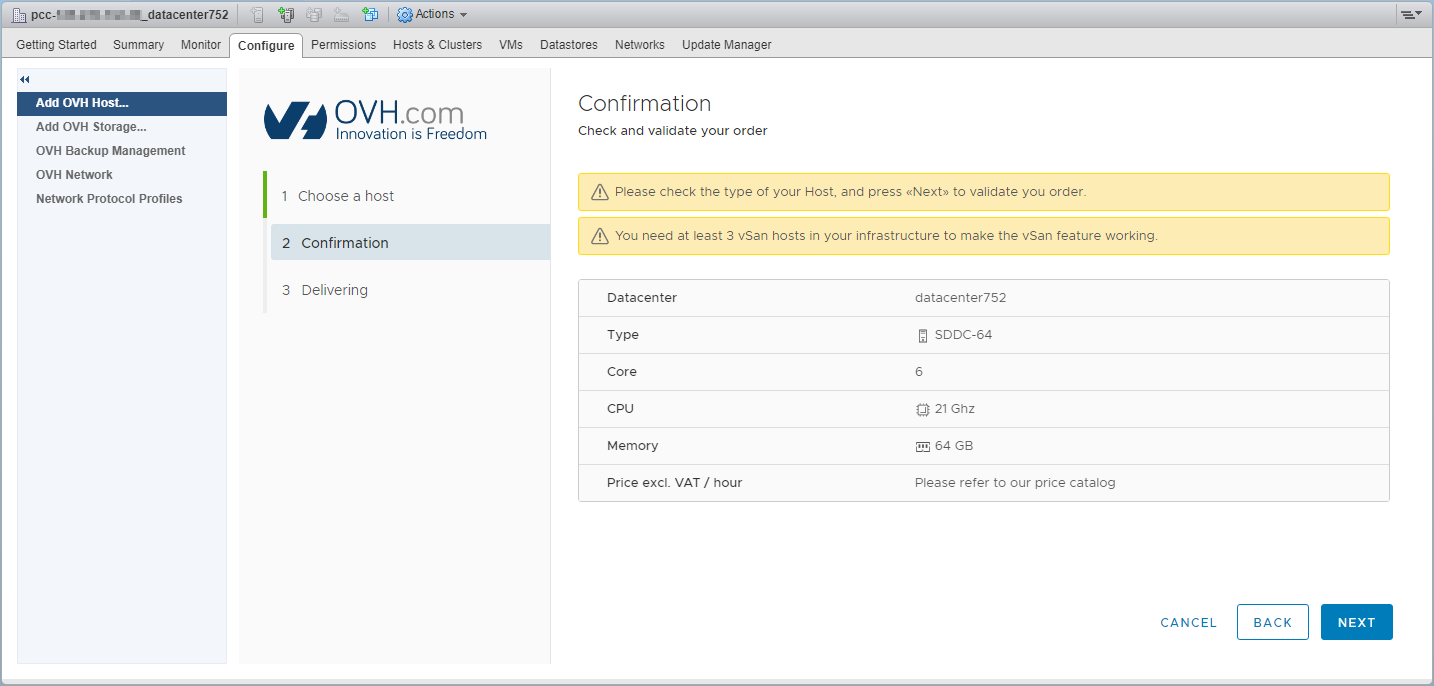 pcc- _datacenter752 Actions
Getting Started Summary Monitor Configure Permissions Hosts & Clusters VMs Datastores Networks Update Manager
Add OVH Host...
Add OVH Storage...
OVH Backup Management
OVH Network
Network Protocol Profiles
OVH.com
Innovation is Freedom
1 Choose a host
2 Confirmation
3 Delivering
Confirmation
Check and validate your order
Please check the type of your Host, and press «Next» to validate you order.
You need at least 3 vSan hosts in your infrastructure to make the vSan feature working.
Datacenter datacenter752
Type SDDC-64
Core 6
CPU 21 Ghz
Memory 64 GB
Price excl. VAT / hour Please refer to our price catalog
CANCEL BACK NEXT